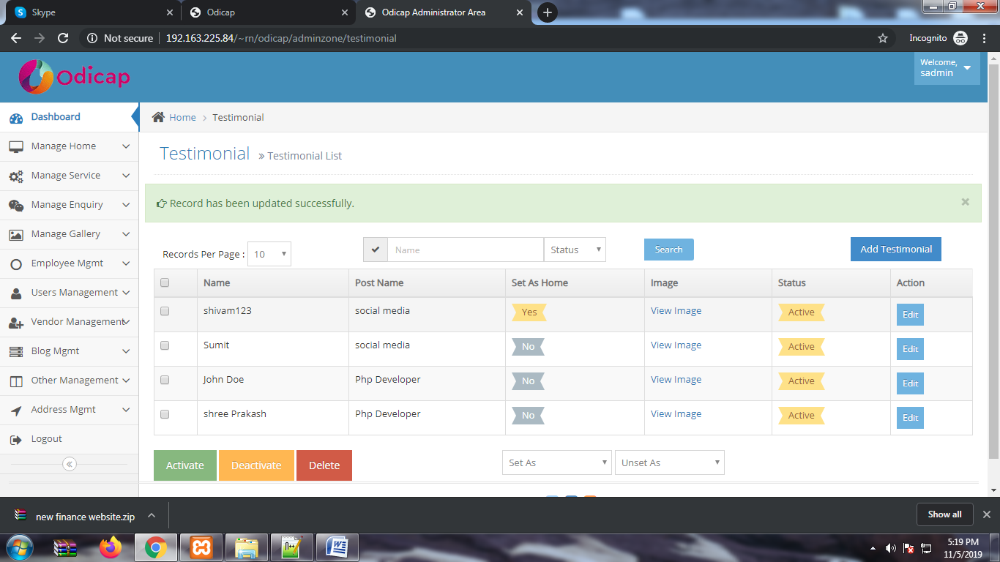 Skype
Odicap
Odicap Administrator Area
Not secure
192.163.225.84/~rn/odicap/adminzone/testimonial
Incognito
Odicap
Welcome,
sadmin
Dashboard
Manage Home
Manage Service
Manage Enquiry
Manage Gallery
Employee Mgmt
Users Management
Vendor Management
Blog Mgmt
Other Management
Address Mgmt
Logout
Home > Testimonial
Testimonial » Testimonial List
Record has been updated successfully. ×
Records Per Page : 10
Name Status Search Add Testimonial
Name Post Name Set As Home Image Status Action
shivam123 social media Yes View Image Active Edit
Sumit social media No View Image Active Edit
John Doe Php Developer No View Image Active Edit
shree Prakash Php Developer No View Image Active Edit
Activate Deactivate Delete Set As Unset As
new finance website.zip
Show all
5:19 PM
11/5/2019